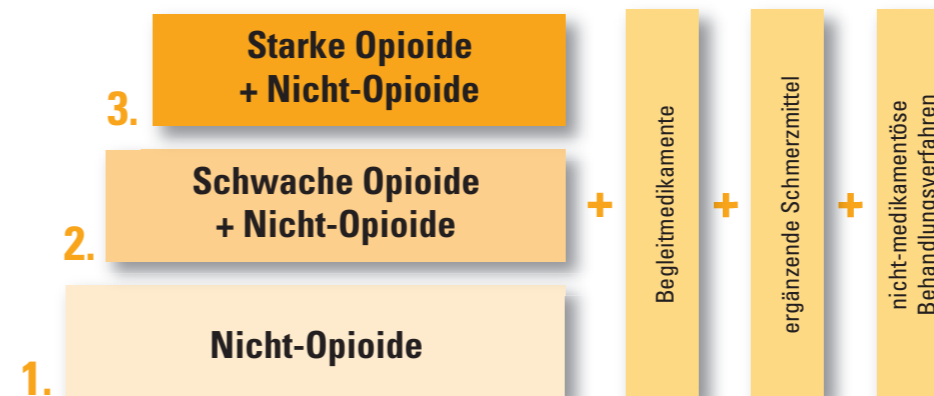 3.
Starke Opioide
+ Nicht-Opioide
2.
Schwache Opioide
+ Nicht-Opioide
1.
Nicht-Opioide
+
Begleitmedikamente
+
ergänzende Schmerzmittel
+
nicht-medikamentöse
Behandlungsverfahren